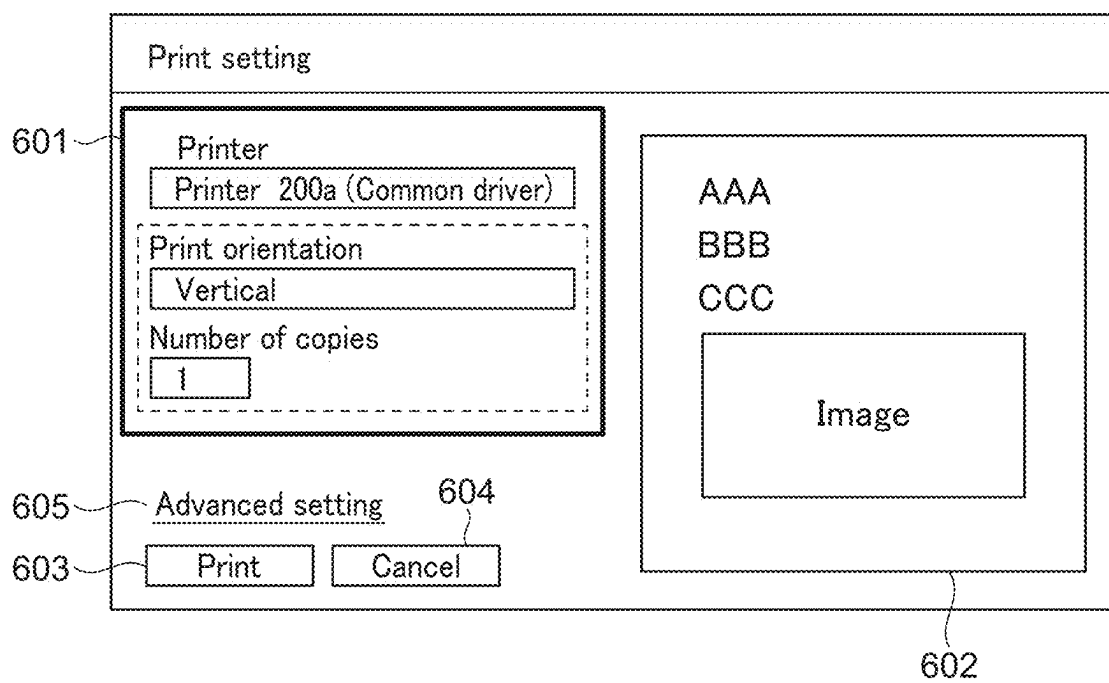 Print setting
601
Printer
Printer 200a (Common driver)
Print orientation
Vertical
Number of copies
1
AAA
BBB
CCC
Image
605
Advanced setting
604
603
Print
Cancel
602